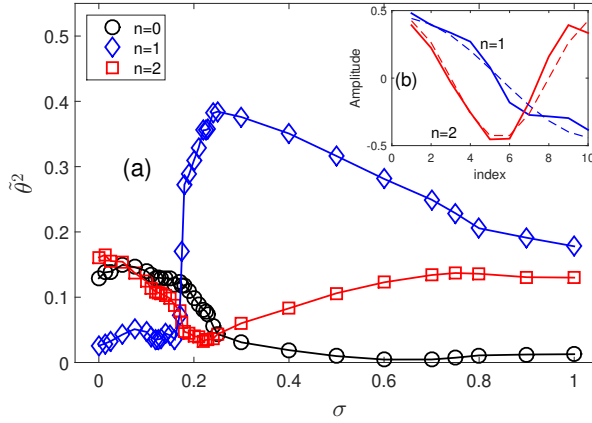 n=0
n=1
n=2
(a)
0.4
0.3
0.2
0.1
0
θ̃²
0 0.2 0.4 0.6 0.8 1
σ
0.5
0
-0.5
Amplitude
n=1
(b)
n=2
0 2 4 6 8 10
index